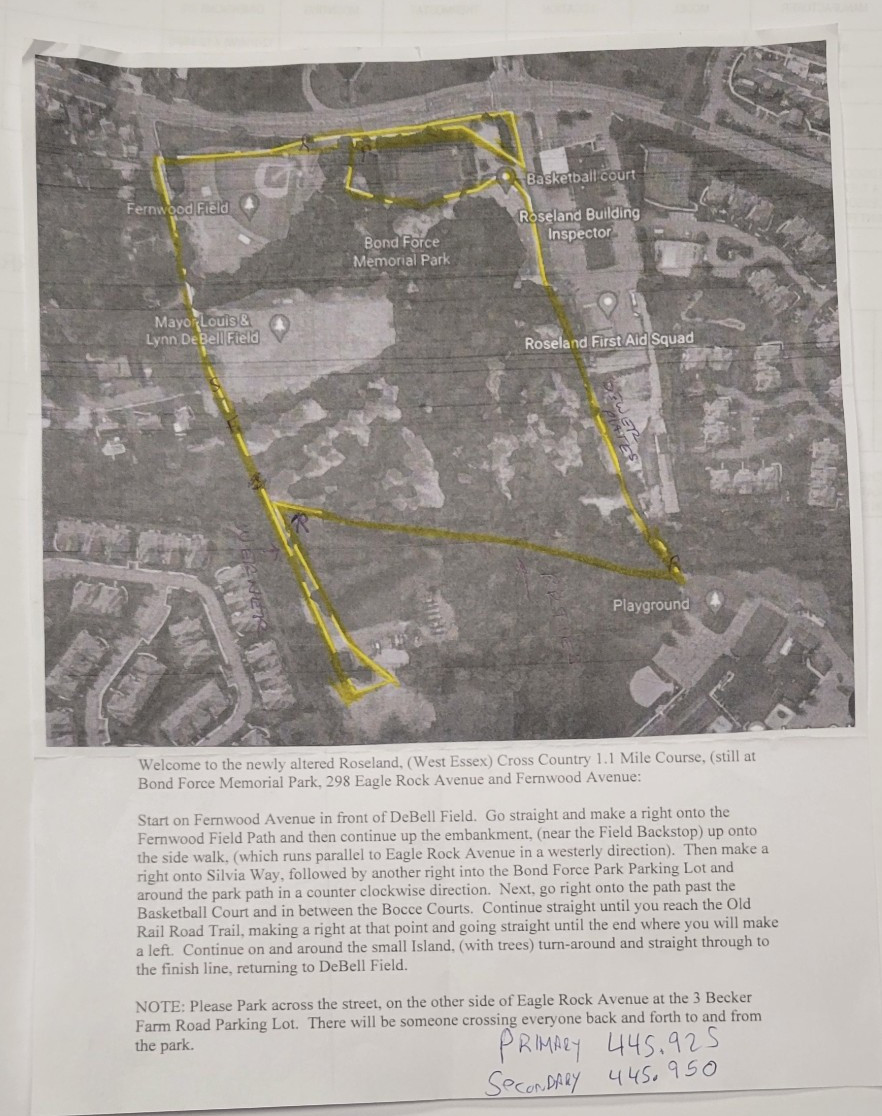 Basketball court
Fernwood Field
Roseland Building
Inspector
Bond Force
Memorial Park
Mayor Louis &
Lynn DeBell Field
Roseland First Aid Squad
SEWER
PLATES
Playground
Welcome to the newly altered Roseland, (West Essex) Cross Country 1.1 Mile Course, (still at
Bond Force Memorial Park, 298 Eagle Rock Avenue and Fernwood Avenue:
Start on Fernwood Avenue in front of DeBell Field. Go straight and make a right onto the
Fernwood Field Path and then continue up the embankment, (near the Field Backstop) up onto
the side walk, (which runs parallel to Eagle Rock Avenue in a westerly direction). Then make a
right onto Silvia Way, followed by another right into the Bond Force Park Parking Lot and
around the park path in a counter clockwise direction. Next, go right onto the path past the
Basketball Court and in between the Bocce Courts. Continue straight until you reach the Old
Rail Road Trail, making a right at that point and going straight until the end where you will make
a left. Continue on and around the small Island, (with trees) turn-around and straight through to
the finish line, returning to DeBell Field.
NOTE: Please Park across the street, on the other side of Eagle Rock Avenue at the 3 Becker
Farm Road Parking Lot. There will be someone crossing everyone back and forth to and from
the park.
PRIMARY 445.925
SECONDARY 445.950